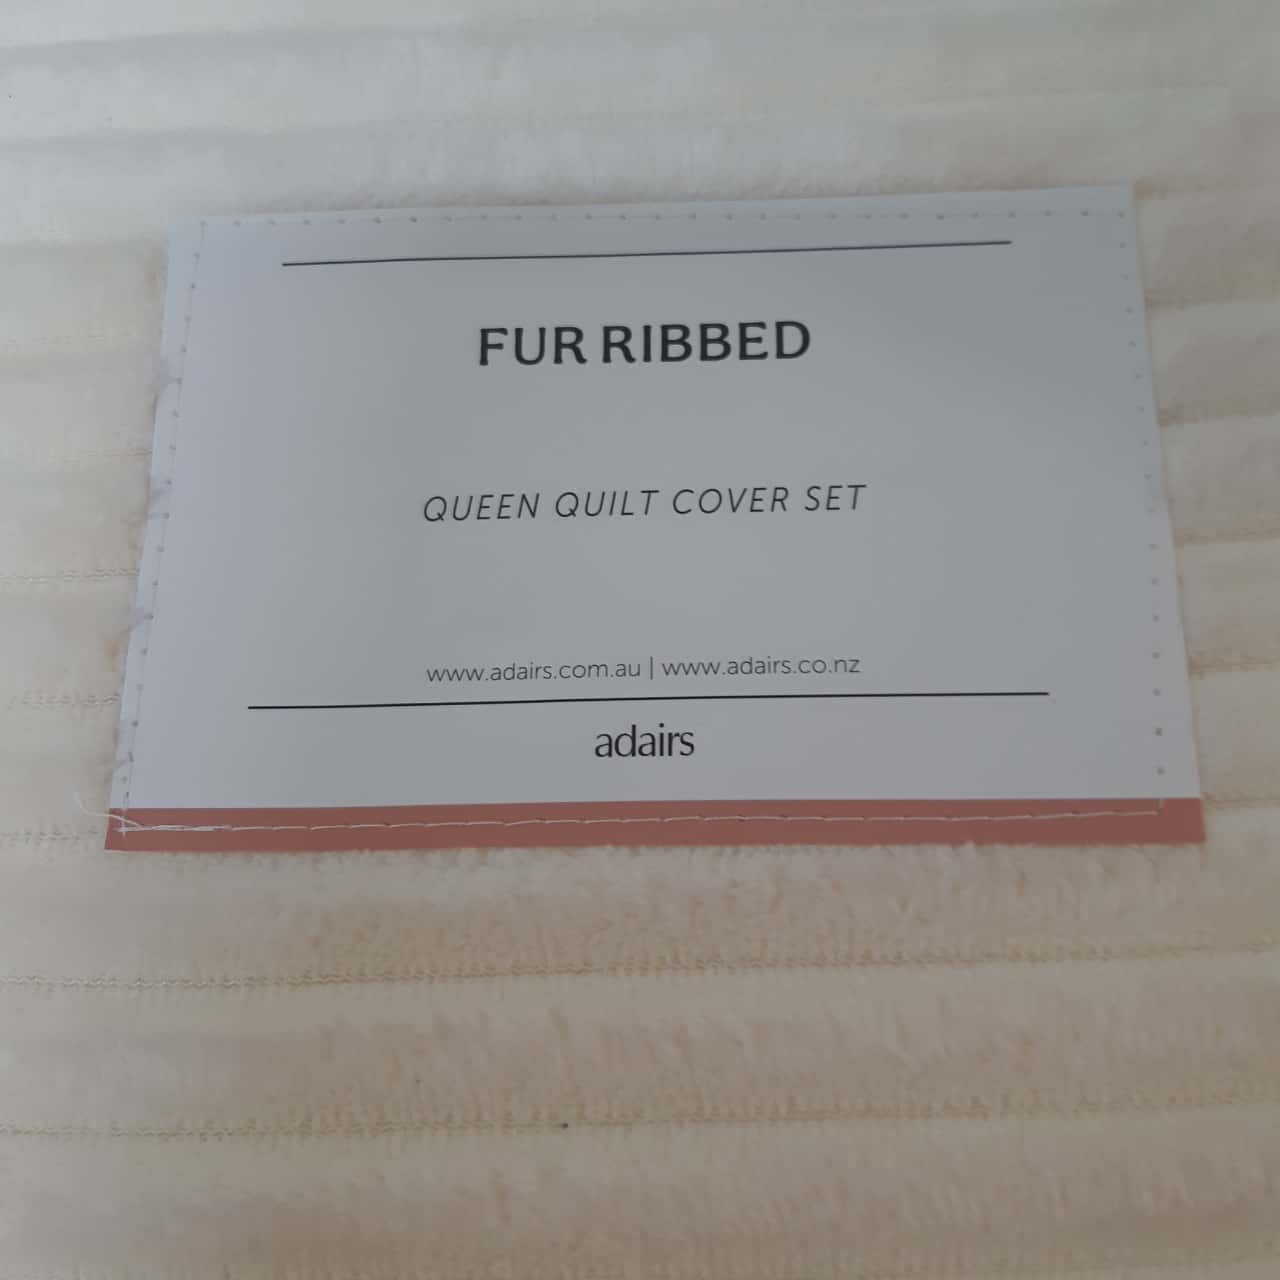 FUR RIBBED
QUEEN QUILT COVER SET
www.adairs.com.au | www.adairs.co.nz
adairs